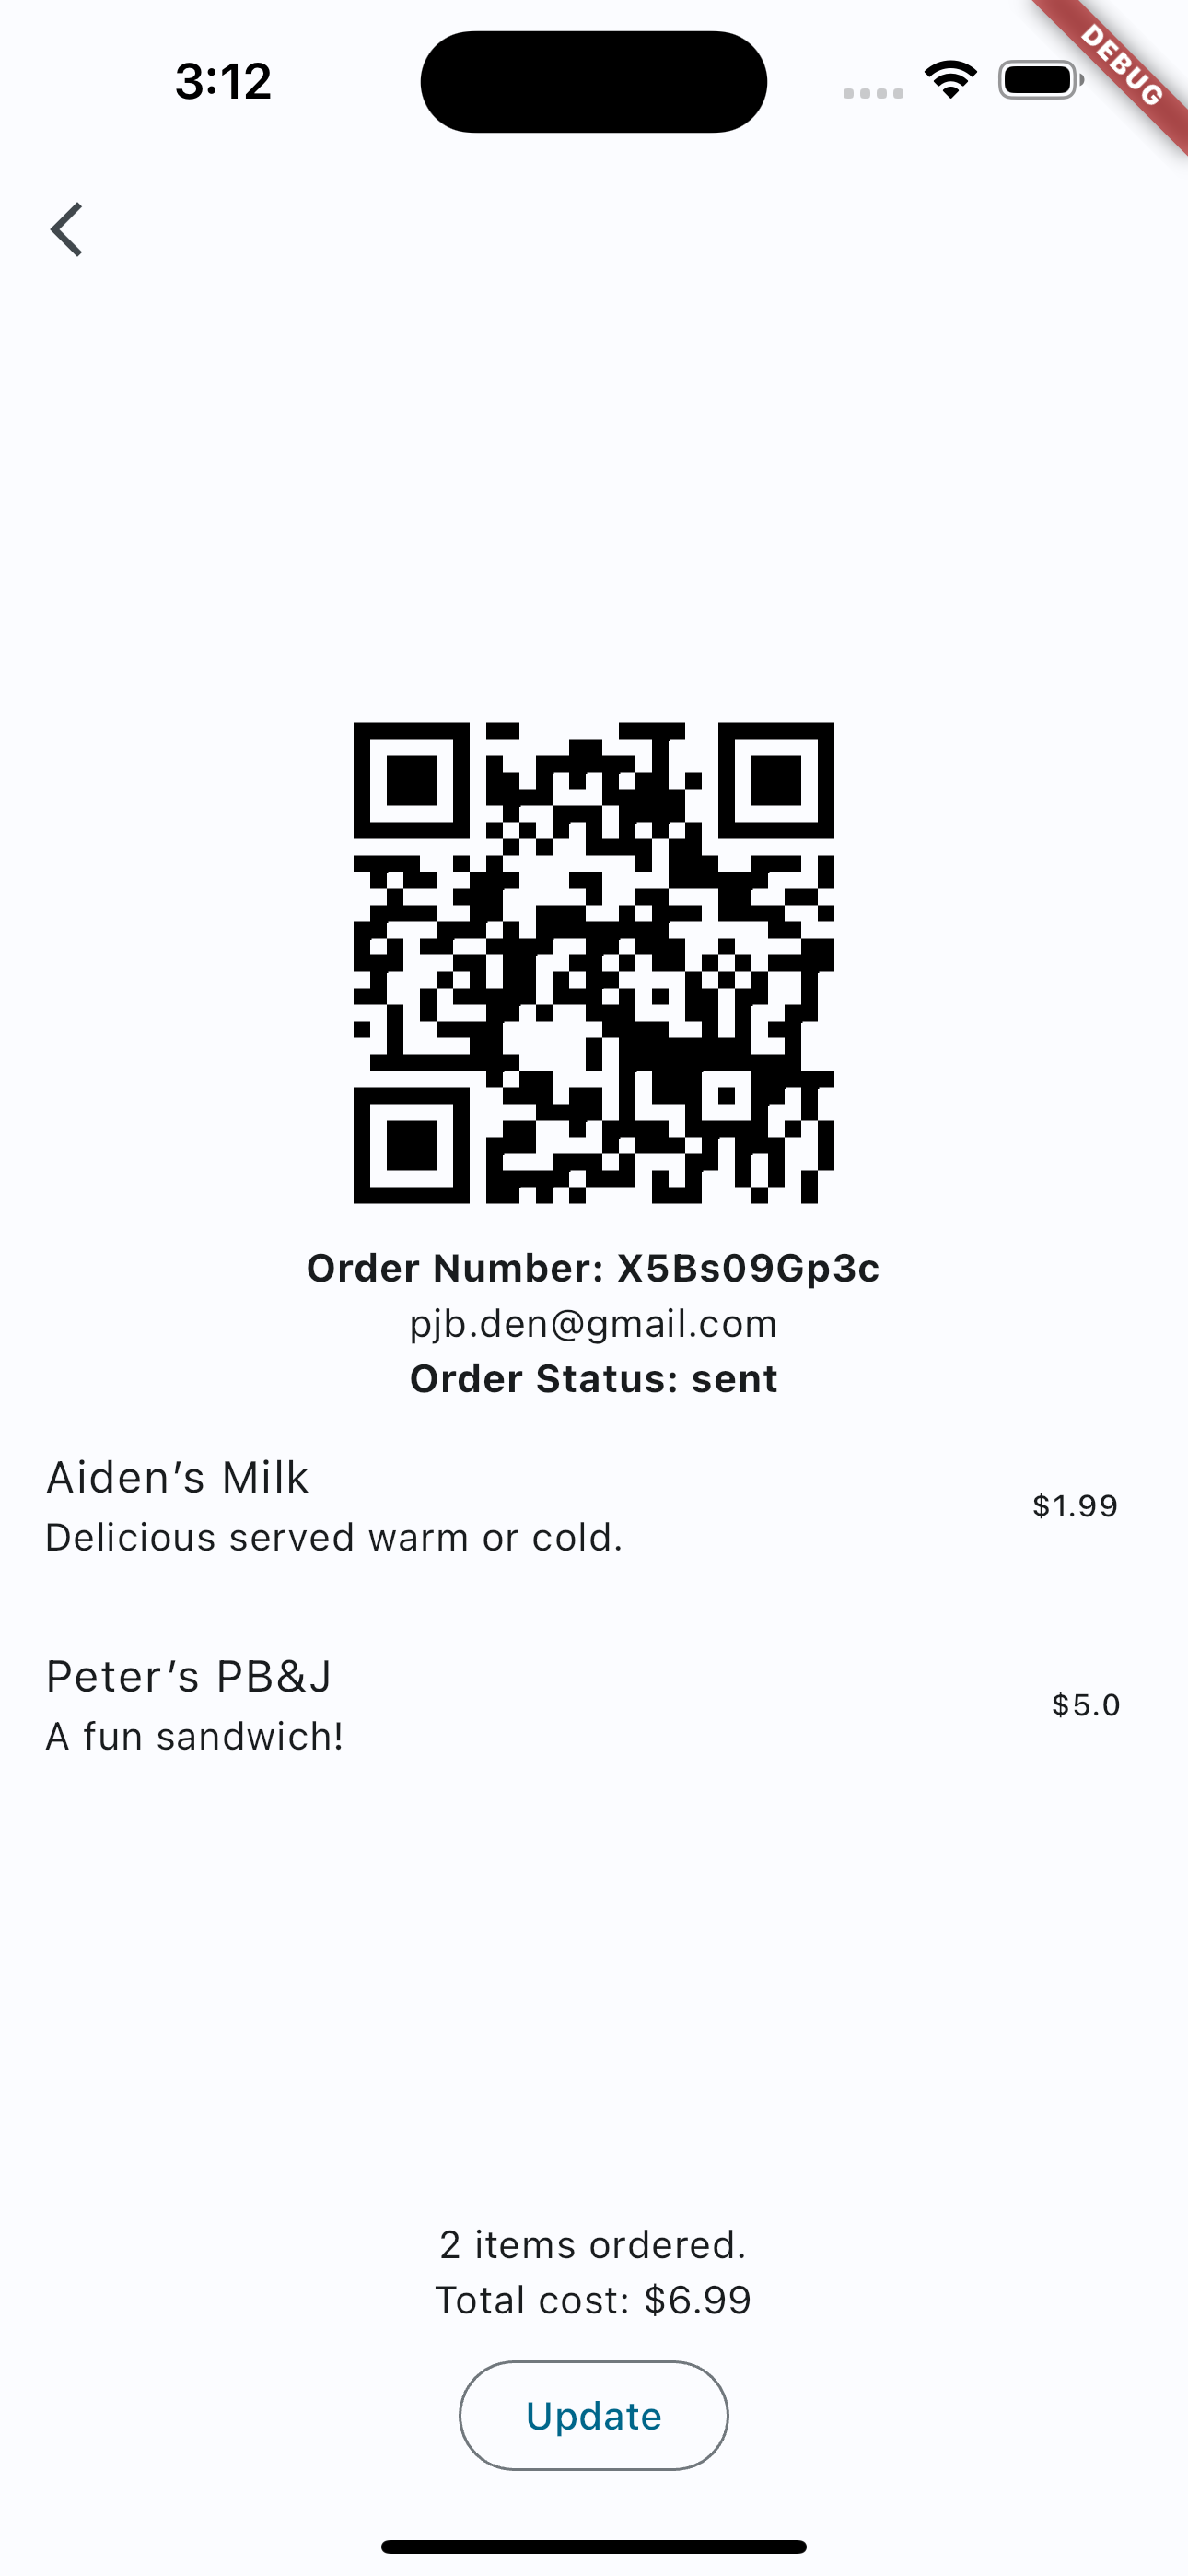 3:12
DEBUG
Order Number: X5Bs09Gp3c
pjb.den@gmail.com
Order Status: sent
Aiden’s Milk
$1.99
Delicious served warm or cold.
Peter’s PB&J
$5.0
A fun sandwich!
2 items ordered.
Total cost: $6.99
Update